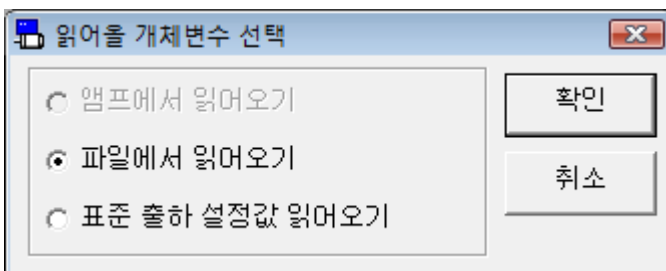 읽어올 개체변수 선택
앰프에서 읽어오기
파일에서 읽어오기
표준 출하 설정값 읽어오기
확인
취소